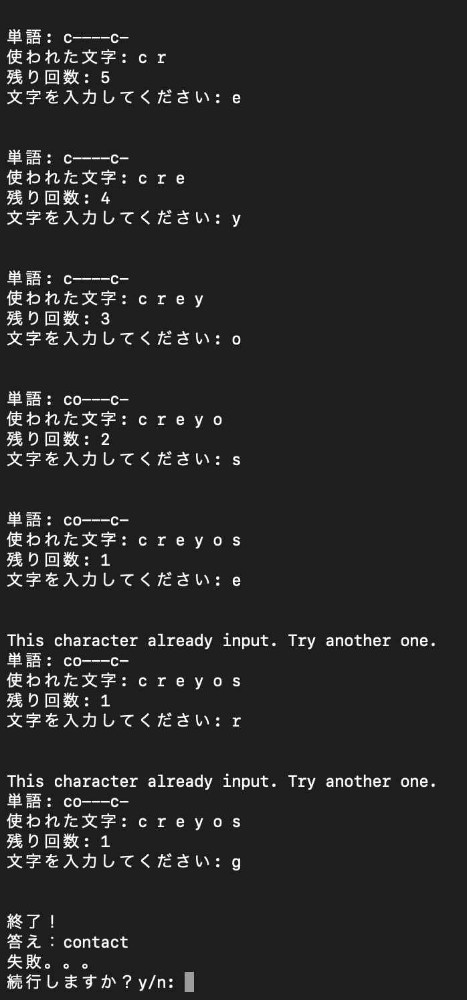 単語: c----c-
使われた文字: c r
残り回数: 5
文字を入力してください: e
単語: c----c-
使われた文字: c r e
残り回数: 4
文字を入力してください: y
単語: c----c-
使われた文字: c r e y
残り回数: 3
文字を入力してください: o
単語: co---c-
使われた文字: c r e y o
残り回数: 2
文字を入力してください: s
単語: co---c-
使われた文字: c r e y o s
残り回数: 1
文字を入力してください: e
This character already input. Try another one.
単語: co---c-
使われた文字: c r e y o s
残り回数: 1
文字を入力してください: r
This character already input. Try another one.
単語: co---c-
使われた文字: c r e y o s
残り回数: 1
文字を入力してください: g
終了！
答え：contact
失敗。。。
続行しますか？y/n: